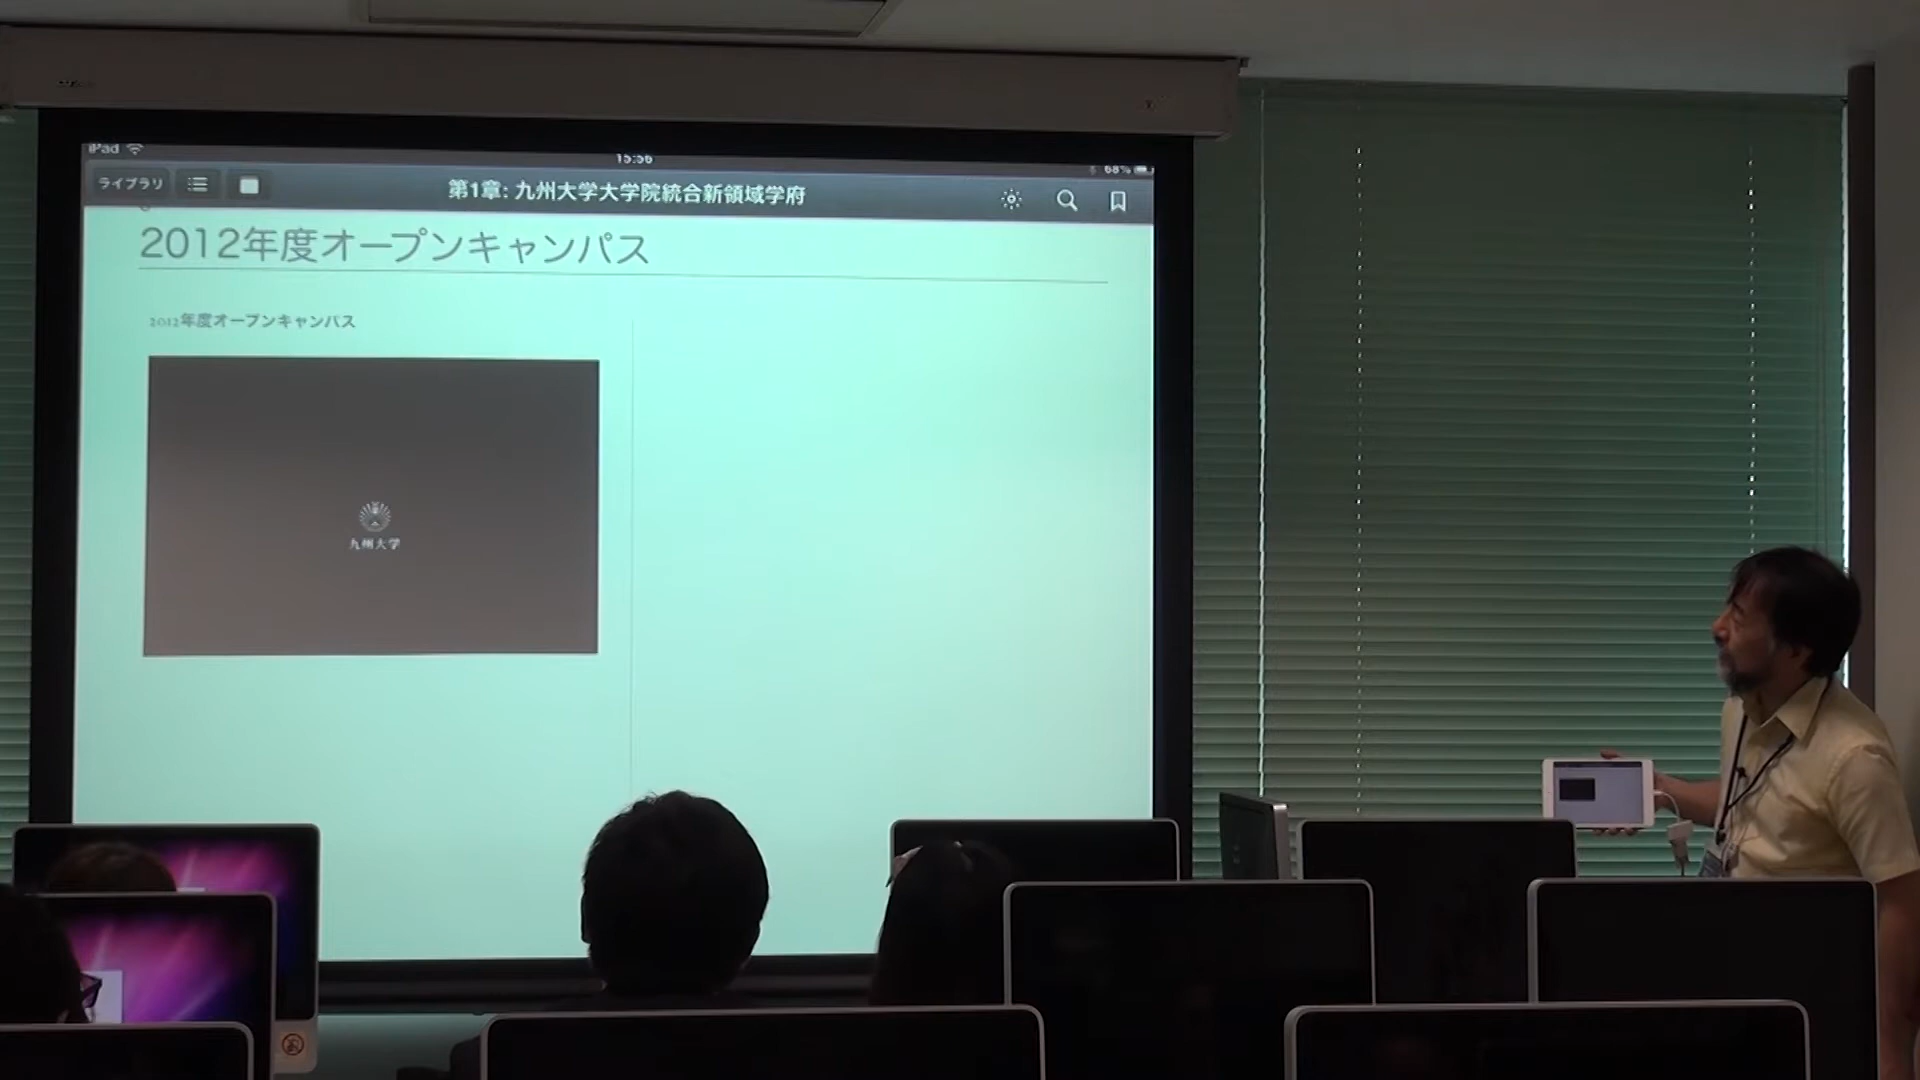 iPad
15:56
68%
ライブラリ
第1章: 九州大学大学院統合新領域学府
2012年度オープンキャンパス
2012年度オープンキャンパス
九州大学